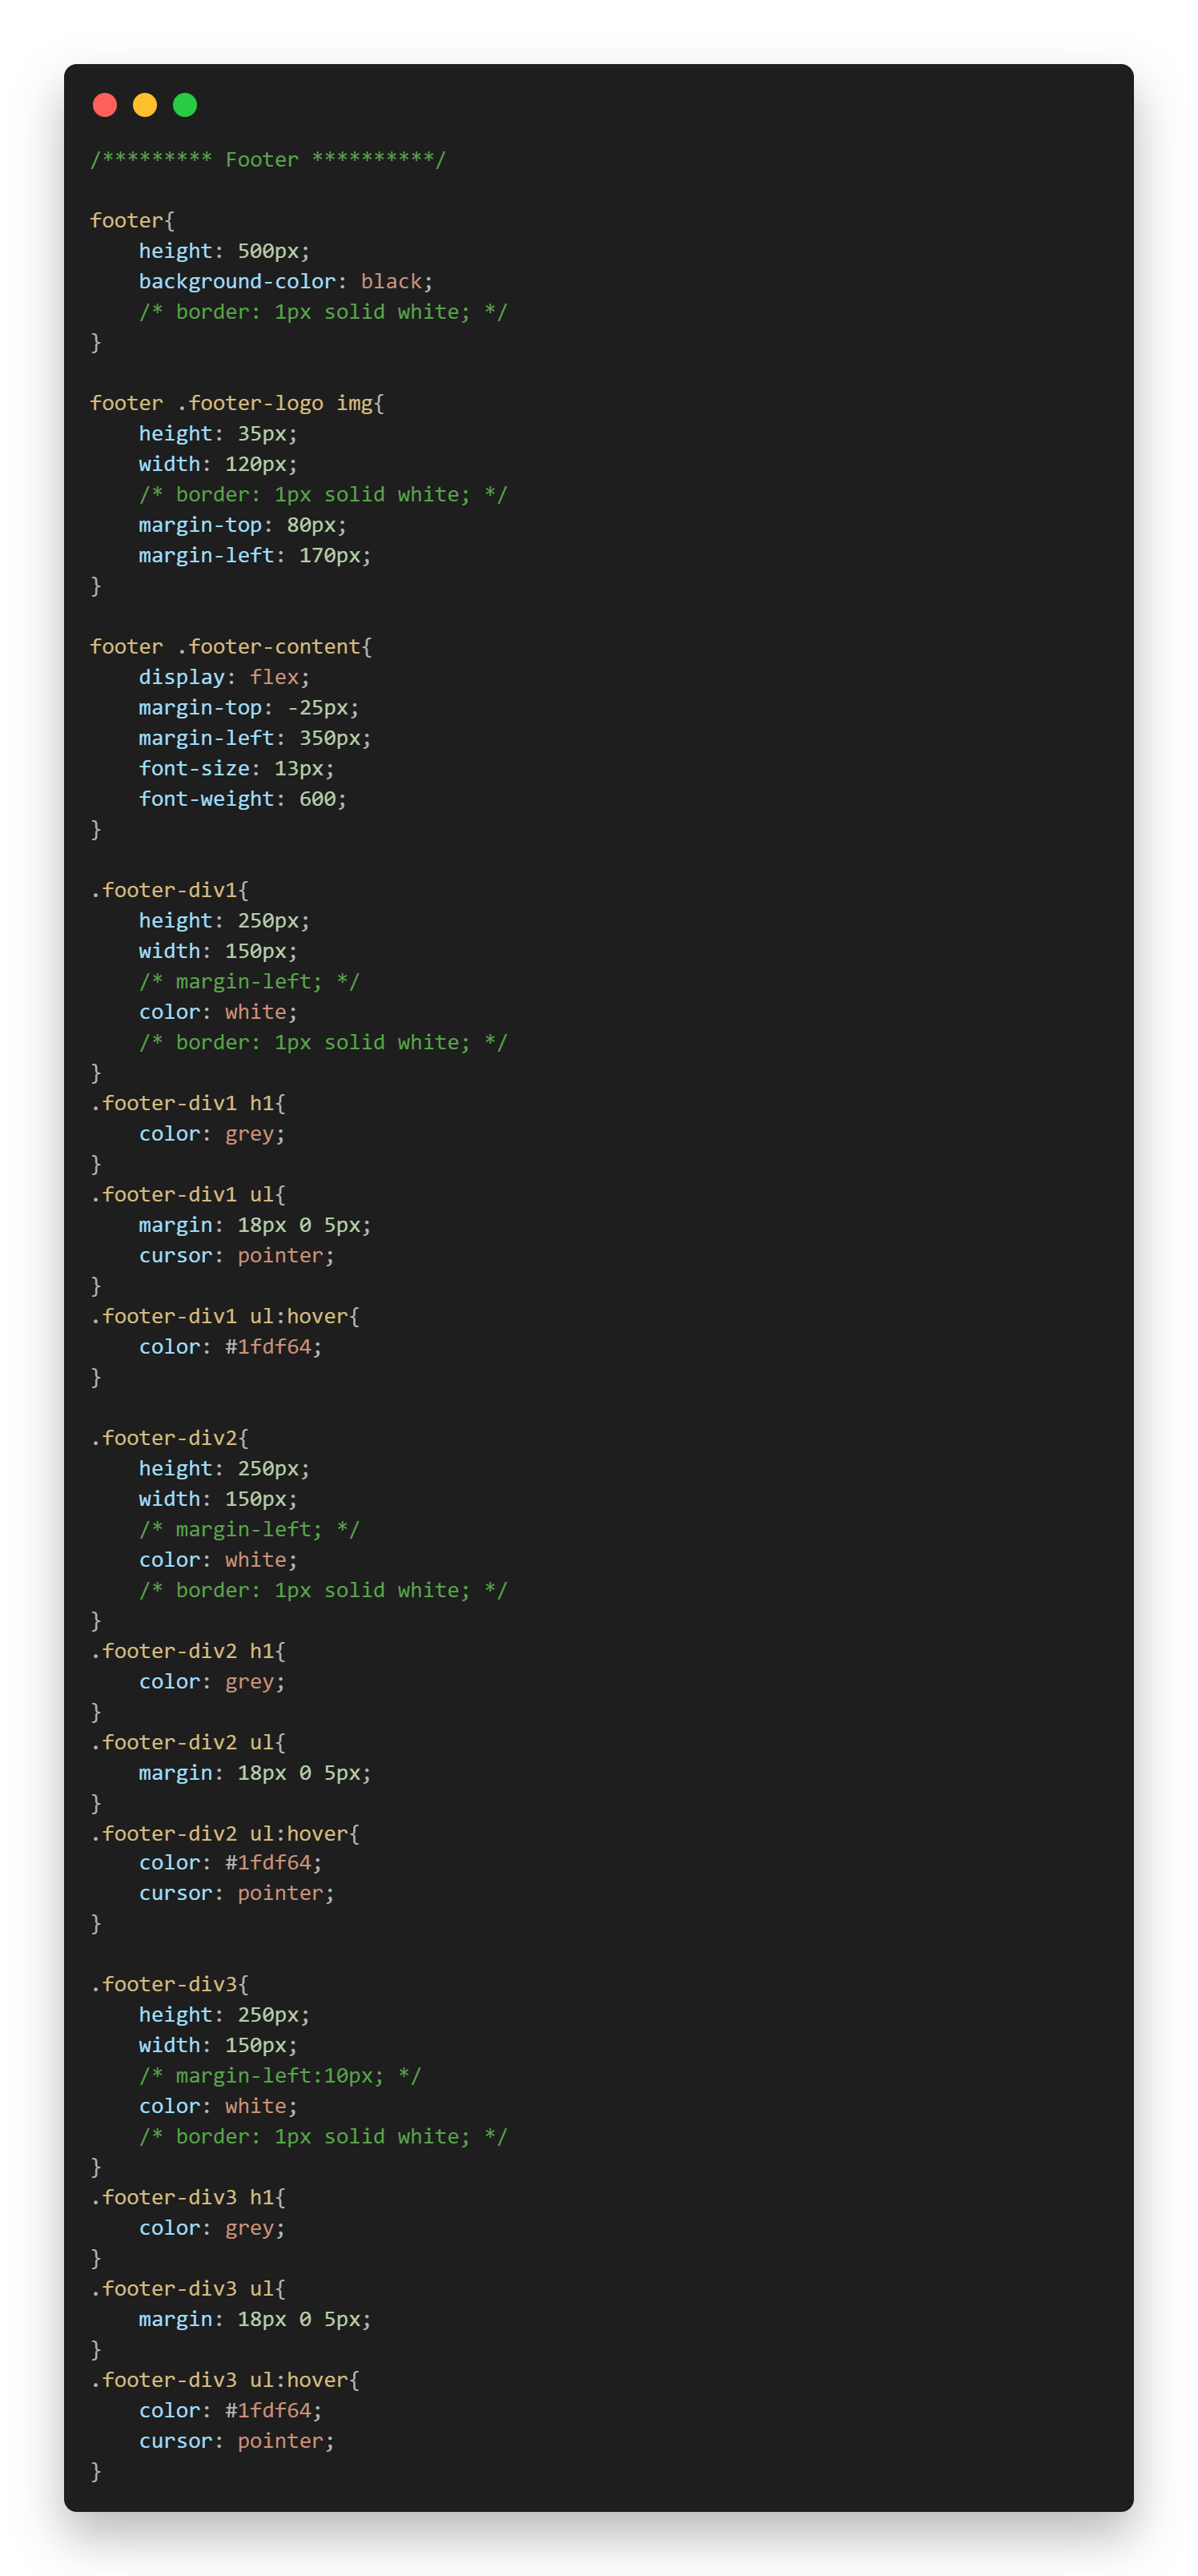 /********* Footer **********/

footer{
    height: 500px;
    background-color: black;
    /* border: 1px solid white; */
}

footer .footer-logo img{
    height: 35px;
    width: 120px;
    /* border: 1px solid white; */
    margin-top: 80px;
    margin-left: 170px;
}

footer .footer-content{
    display: flex;
    margin-top: -25px;
    margin-left: 350px;
    font-size: 13px;
    font-weight: 600;
}

.footer-div1{
    height: 250px;
    width: 150px;
    /* margin-left; */
    color: white;
    /* border: 1px solid white; */
}
.footer-div1 h1{
    color: grey;
}
.footer-div1 ul{
    margin: 18px 0 5px;
    cursor: pointer;
}
.footer-div1 ul:hover{
    color: #1fdf64;
}

.footer-div2{
    height: 250px;
    width: 150px;
    /* margin-left; */
    color: white;
    /* border: 1px solid white; */
}
.footer-div2 h1{
    color: grey;
}
.footer-div2 ul{
    margin: 18px 0 5px;
}
.footer-div2 ul:hover{
    color: #1fdf64;
    cursor: pointer;
}

.footer-div3{
    height: 250px;
    width: 150px;
    /* margin-left:10px; */
    color: white;
    /* border: 1px solid white; */
}
.footer-div3 h1{
    color: grey;
}
.footer-div3 ul{
    margin: 18px 0 5px;
}
.footer-div3 ul:hover{
    color: #1fdf64;
    cursor: pointer;
}